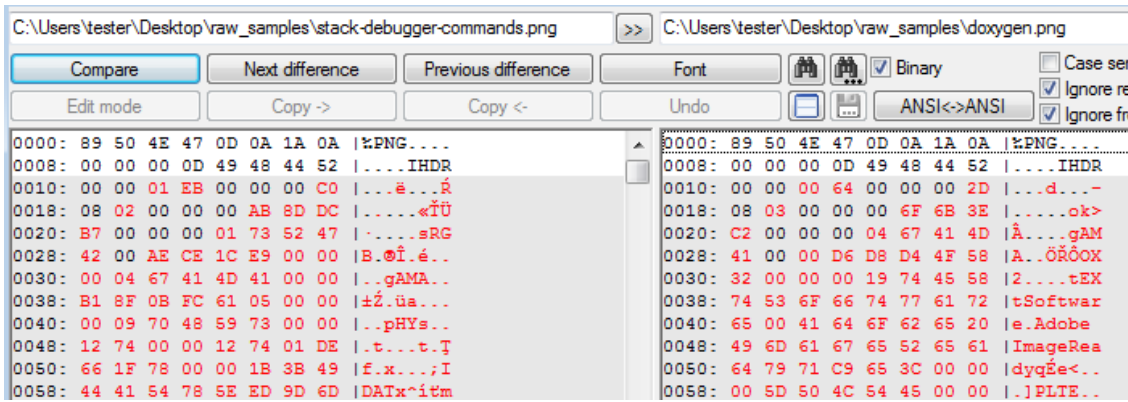 C:\Users\tester\Desktop\raw_samples\stack-debugger-commands.png >> C:\Users\tester\Desktop\raw_samples\doxygen.png
Compare Next difference Previous difference Font Binary Case ser
Ignore re
Edit mode Copy -> Copy <- Undo ANSI<->ANSI Ignore fr
0000: 89 50 4E 47 0D 0A 1A 0A |‰PNG.... 0000: 89 50 4E 47 0D 0A 1A 0A |‰PNG....
0008: 00 00 00 0D 49 48 44 52 |....IHDR 0008: 00 00 00 0D 49 48 44 52 |....IHDR
0010: 00 00 01 EB 00 00 00 C0 |...ë...Ŕ 0010: 00 00 00 64 00 00 00 2D |...d...-
0018: 08 02 00 00 00 AB 8D DC |.....«ŤÜ 0018: 08 03 00 00 00 6F 6B 3E |.....ok>
0020: B7 00 00 00 01 73 52 47 |·....sRG 0020: C2 00 00 00 04 67 41 4D |Â....gAM
0028: 42 00 AE CE 1C E9 00 00 |B.®Î.é.. 0028: 41 00 00 D6 D8 D4 4F 58 |A..ÖŘÔOX
0030: 00 04 67 41 4D 41 00 00 |..gAMA.. 0030: 32 00 00 00 19 74 45 58 |2....tEX
0038: B1 8F 0B FC 61 05 00 00 |±Ź.üa... 0038: 74 53 6F 66 74 77 61 72 |tSoftwar
0040: 00 09 70 48 59 73 00 00 |..pHYs.. 0040: 65 00 41 64 6F 62 65 20 |e.Adobe
0048: 12 74 00 00 12 74 01 DE |.t...t.Ţ 0048: 49 6D 61 67 65 52 65 61 |ImageRea
0050: 66 1F 78 00 00 1B 3B 49 |f.x...;I 0050: 64 79 71 C9 65 3C 00 00 |dyqÉe<..
0058: 44 41 54 78 5E ED 9D 6D |DATx^íťm 0058: 00 5D 50 4C 54 45 00 00 |.]PLTE..